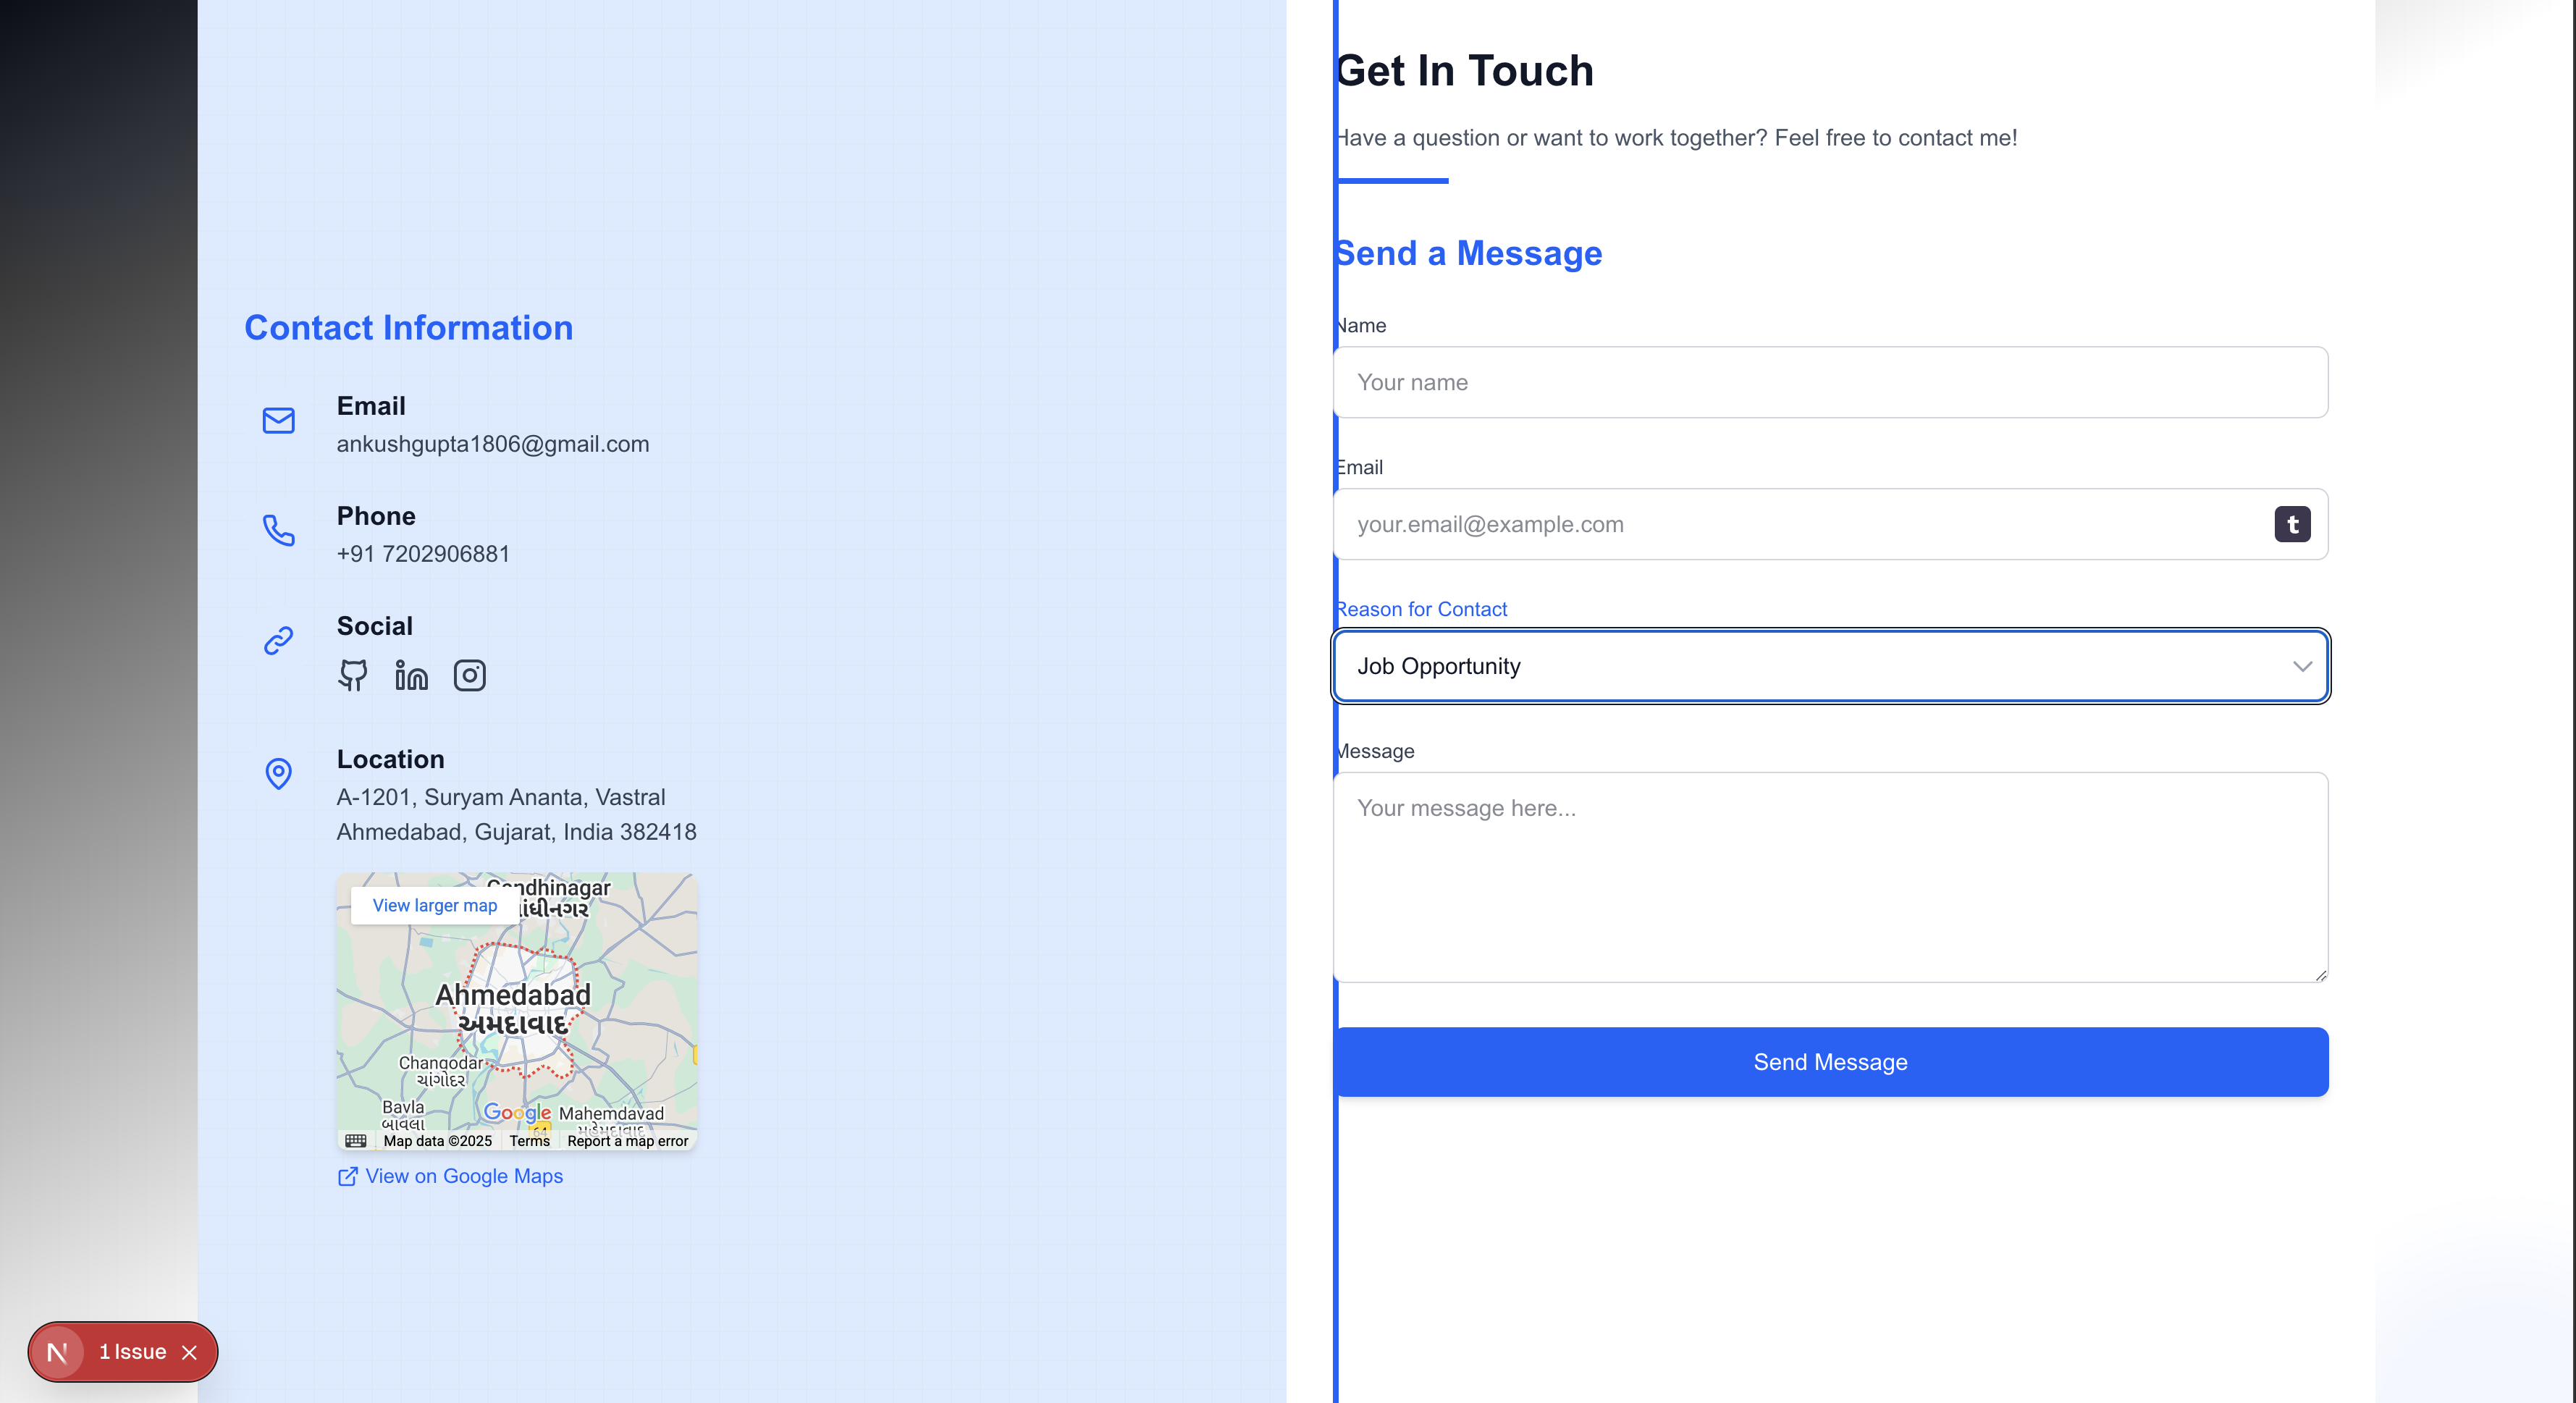 Contact Information
Email
ankushgupta1806@gmail.com
Phone
+91 7202906881
Social
Location
A-1201, Suryam Ananta, Vastral
Ahmedabad, Gujarat, India 382418
View larger map
Gandhinagar
Ahmedabad
અમદાવાદ
Changodar
ચાંગોદર
Bavla
બાવલા
Google
Mahemdavad
64
Map data ©2025
Terms
Report a map error
View on Google Maps
N
1 Issue
Get In Touch
Have a question or want to work together? Feel free to contact me!
Send a Message
Name
Your name
Email
your.email@example.com
t
Reason for Contact
Job Opportunity
Message
Your message here...
Send Message